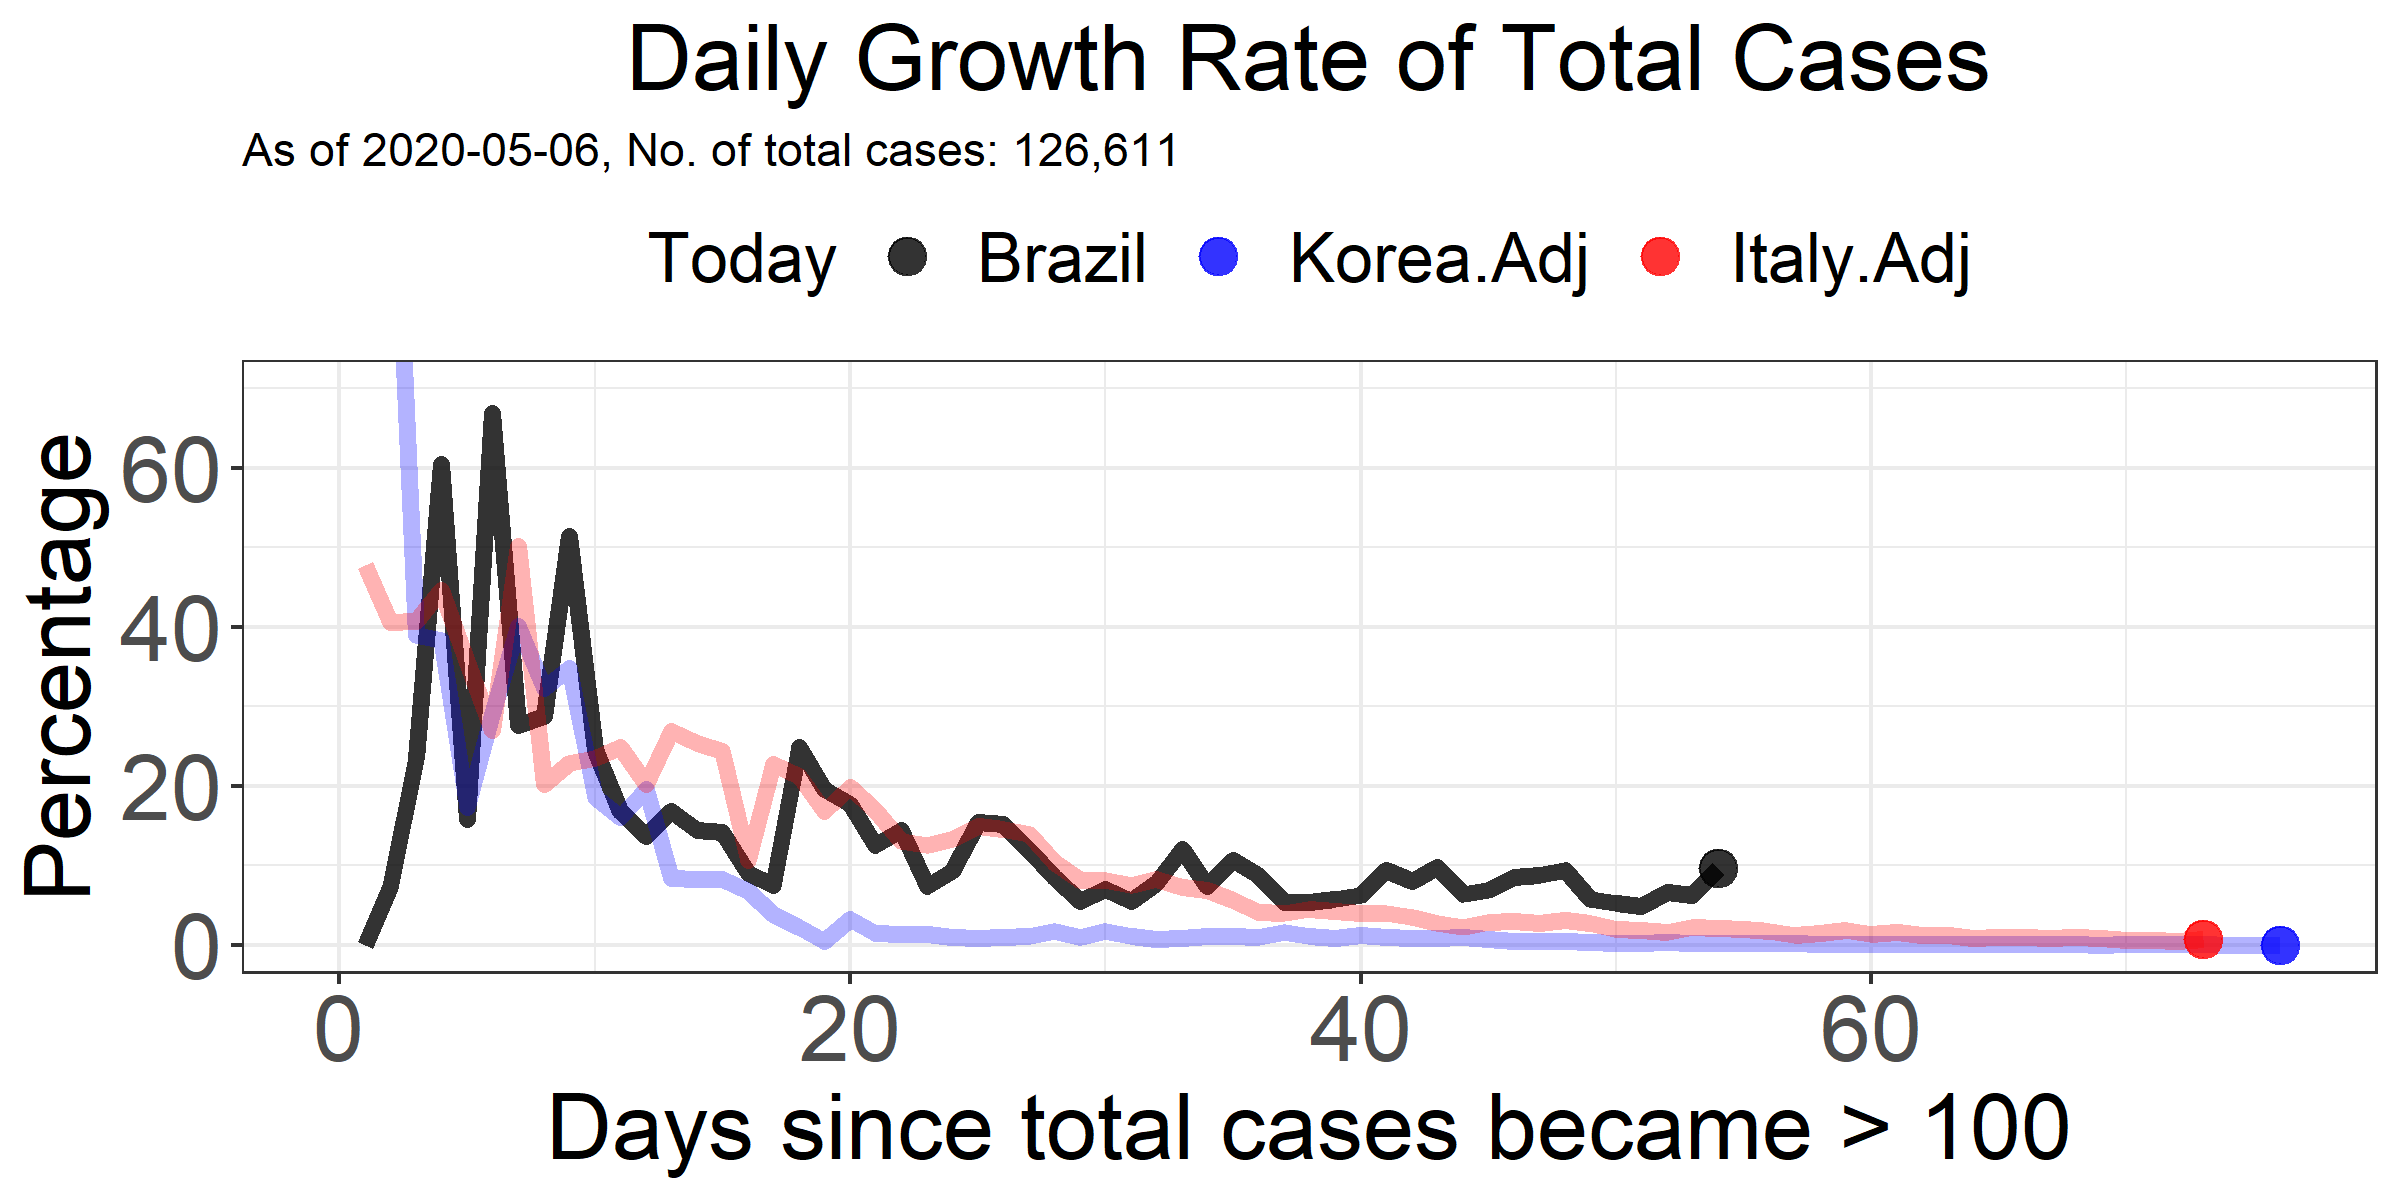 Daily Growth Rate of Total Cases
As of 2020-05-06, No. of total cases: 126,611
Today Brazil Korea.Adj Italy.Adj
Percentage
60
40
20
0
0 20 40 60
Days since total cases became > 100